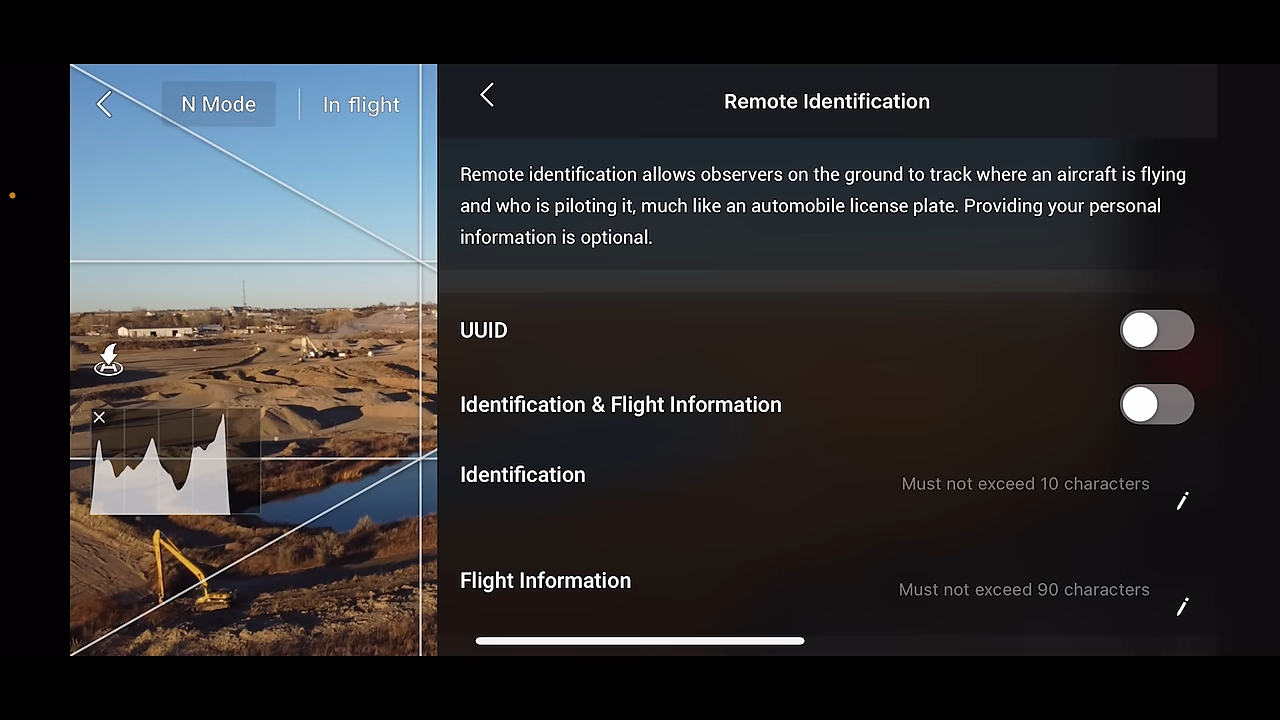 N Mode
In flight
Remote Identification
Remote identification allows observers on the ground to track where an aircraft is flying
and who is piloting it, much like an automobile license plate. Providing your personal
information is optional.
UUID
Identification & Flight Information
Identification
Must not exceed 10 characters
Flight Information
Must not exceed 90 characters